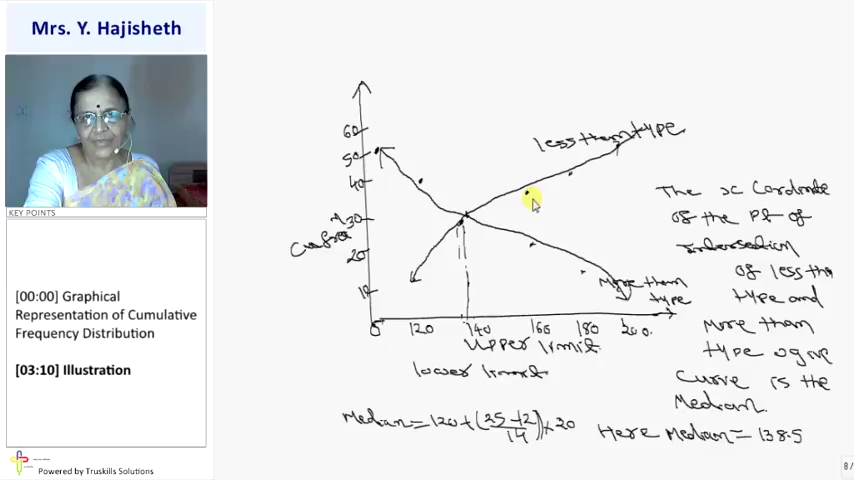 Mrs. Y. Hajisheth
KEY POINTS
[00:00] Graphical
Representation of Cumulative
Frequency Distribution
[03:10] Illustration
Powered by Truskills Solutions
60
50
40
30
20
10
less than type
More than
type
0 120 140 160 180 200
Upper limit
lower limit
Median = 120 + (25-12/14) × 20
Here Median = 138.5
The x Cordinate
of the Pt of
intersection
of less than
type and
More than
type ogive
Curve is the
Median.
8/